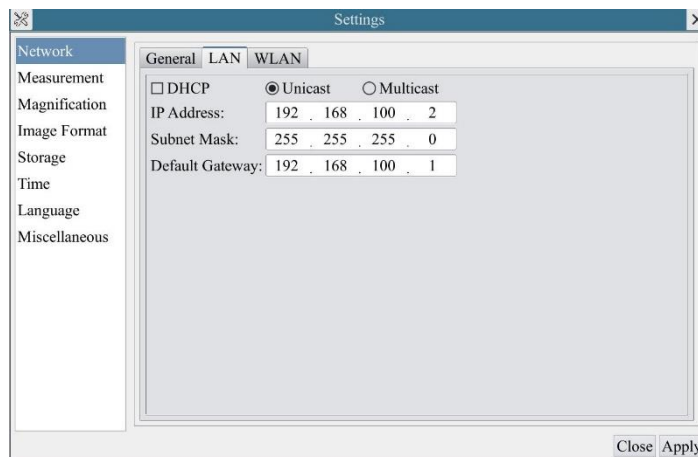 Settings
Network
Measurement
Magnification
Image Format
Storage
Time
Language
Miscellaneous
General LAN WLAN
DHCP Unicast Multicast
IP Address: 192 . 168 . 100 . 2
Subnet Mask: 255 . 255 . 255 . 0
Default Gateway: 192 . 168 . 100 . 1
Close Apply